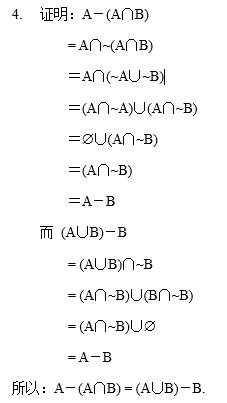 4. 证明：A－(A∩B)
= A∩~(A∩B)
＝A∩(~A∪~B)
＝(A∩~A)∪(A∩~B)
＝∅∪(A∩~B)
＝(A∩~B)
＝A－B
而 (A∪B)－B
= (A∪B)∩~B
= (A∩~B)∪(B∩~B)
= (A∩~B)∪∅
= A－B
所以：A－(A∩B) = (A∪B)－B.